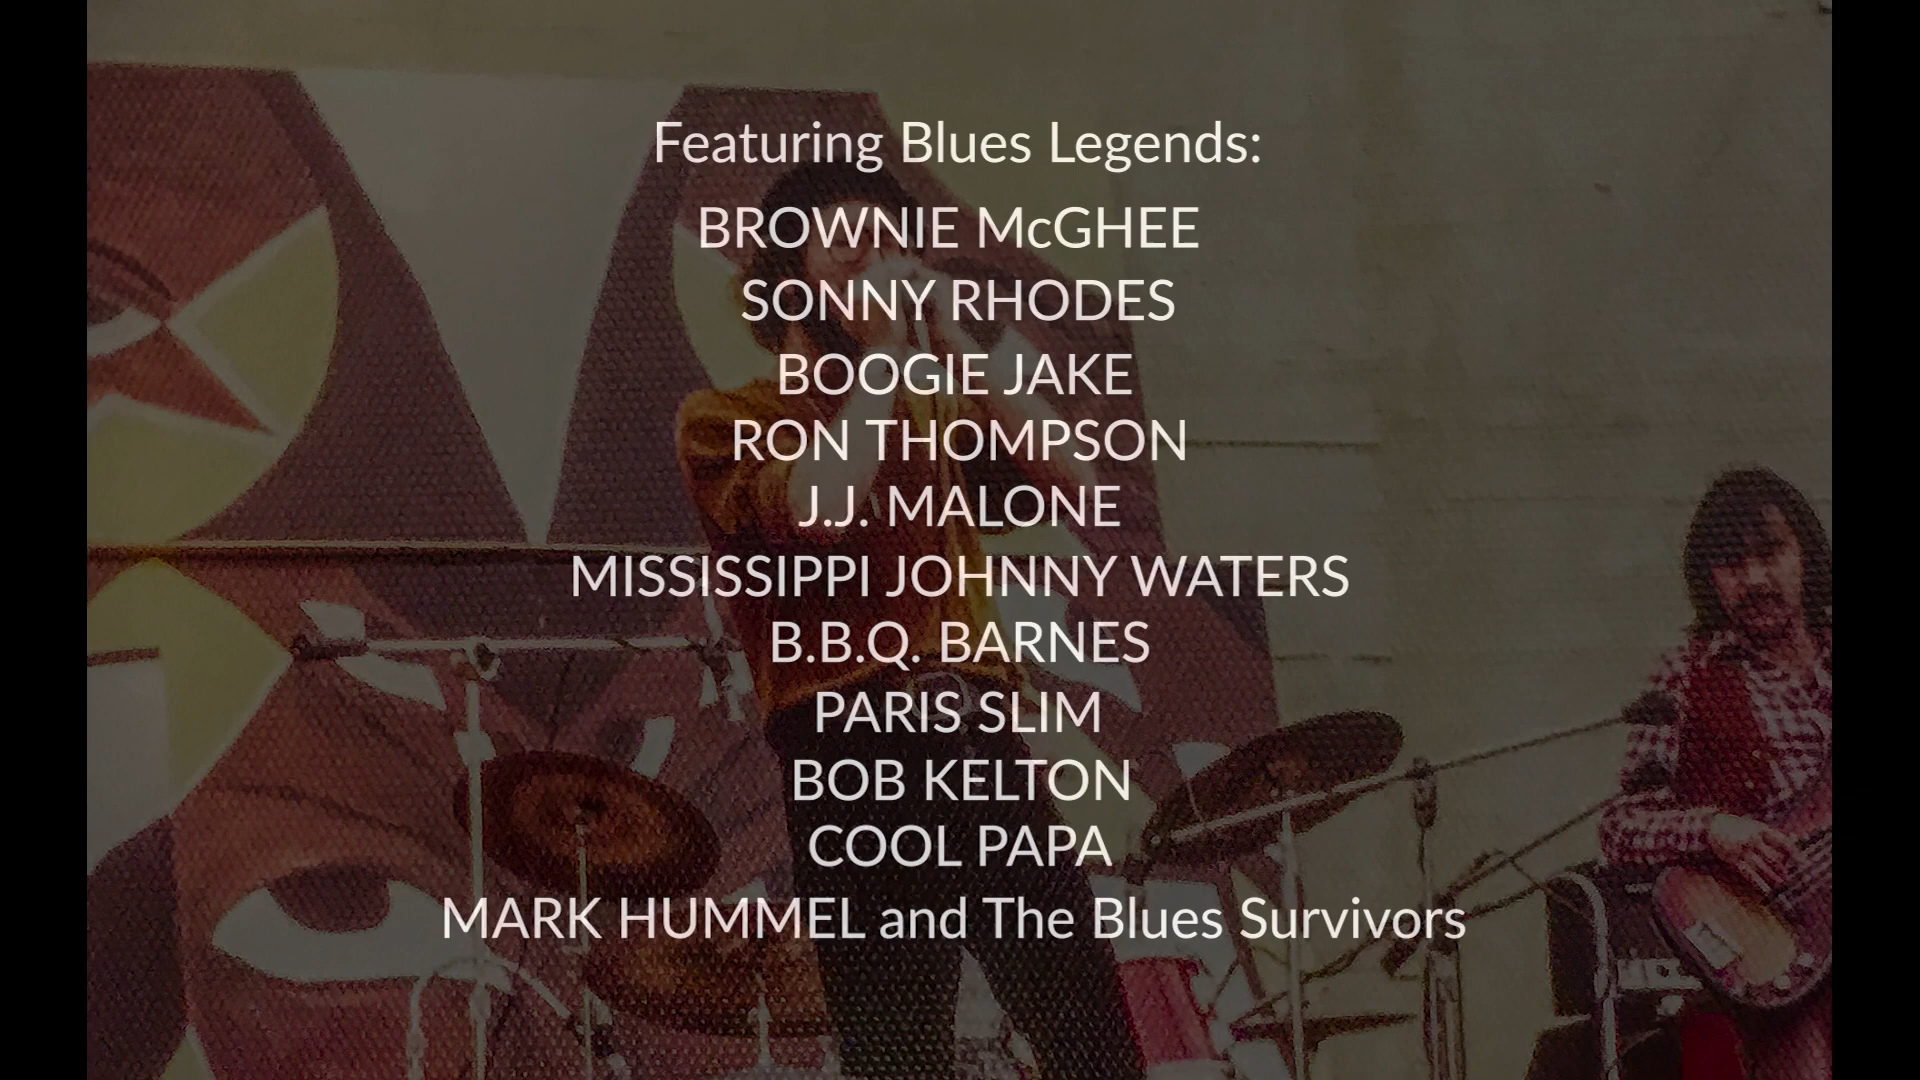 Featuring Blues Legends:
BROWNIE McGHEE
SONNY RHODES
BOOGIE JAKE
RON THOMPSON
J.J. MALONE
MISSISSIPPI JOHNNY WATERS
B.B.Q. BARNES
PARIS SLIM
BOB KELTON
COOL PAPA
MARK HUMMEL and The Blues Survivors